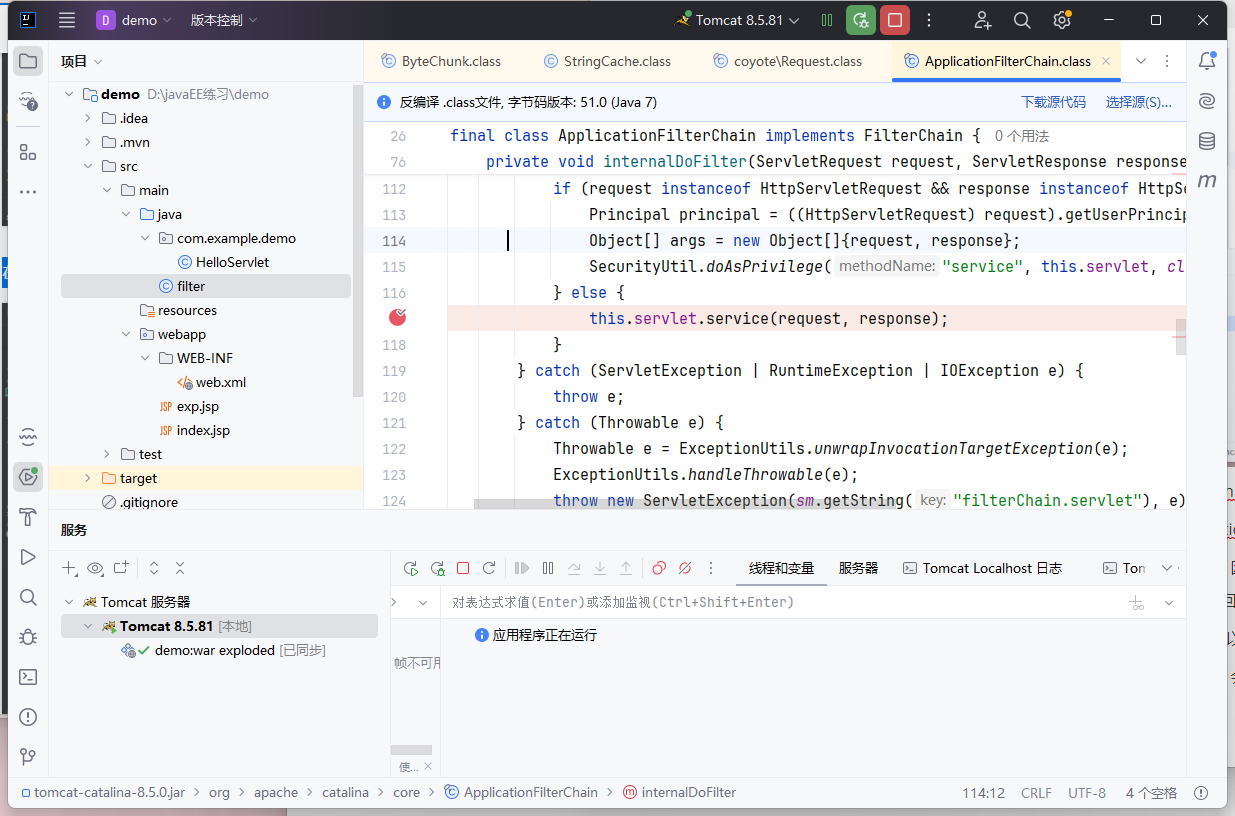 D demo 版本控制 Tomcat 8.5.81
项目
ByteChunk.class StringCache.class coyote\Request.class ApplicationFilterChain.class
demo D:\javaEE练习\demo
.idea
.mvn
src
main
java
com.example.demo
HelloServlet
filter
resources
webapp
WEB-INF
web.xml
JSP exp.jsp
JSP index.jsp
test
target
.gitignore
反编译 .class文件, 字节码版本: 51.0 (Java 7) 下载源代码 选择源(S)...
26 final class ApplicationFilterChain implements FilterChain { 0 个用法
76 private void internalDoFilter(ServletRequest request, ServletResponse response
112 if (request instanceof HttpServletRequest && response instanceof HttpSe
113 Principal principal = ((HttpServletRequest) request).getUserPrincip
114 Object[] args = new Object[]{request, response};
115 SecurityUtil.doAsPrivilege( methodName: "service", this.servlet, cl
116 } else {
this.servlet.service(request, response);
118 }
119 } catch (ServletException | RuntimeException | IOException e) {
120 throw e;
121 } catch (Throwable e) {
122 Throwable e = ExceptionUtils.unwrapInvocationTargetException(e);
123 ExceptionUtils.handleThrowable(e);
124 throw new ServletException(sm.getString( key: "filterChain.servlet"), e)
服务
线程和变量 服务器 Tomcat Localhost 日志 Tom
Tomcat 服务器
Tomcat 8.5.81 [本地]
demo:war exploded [已同步]
对表达式求值(Enter)或添加监视(Ctrl+Shift+Enter)
应用程序正在运行
帧不可用
使...
tomcat-catalina-8.5.0.jar org apache catalina core ApplicationFilterChain internalDoFilter 114:12 CRLF UTF-8 4 个空格